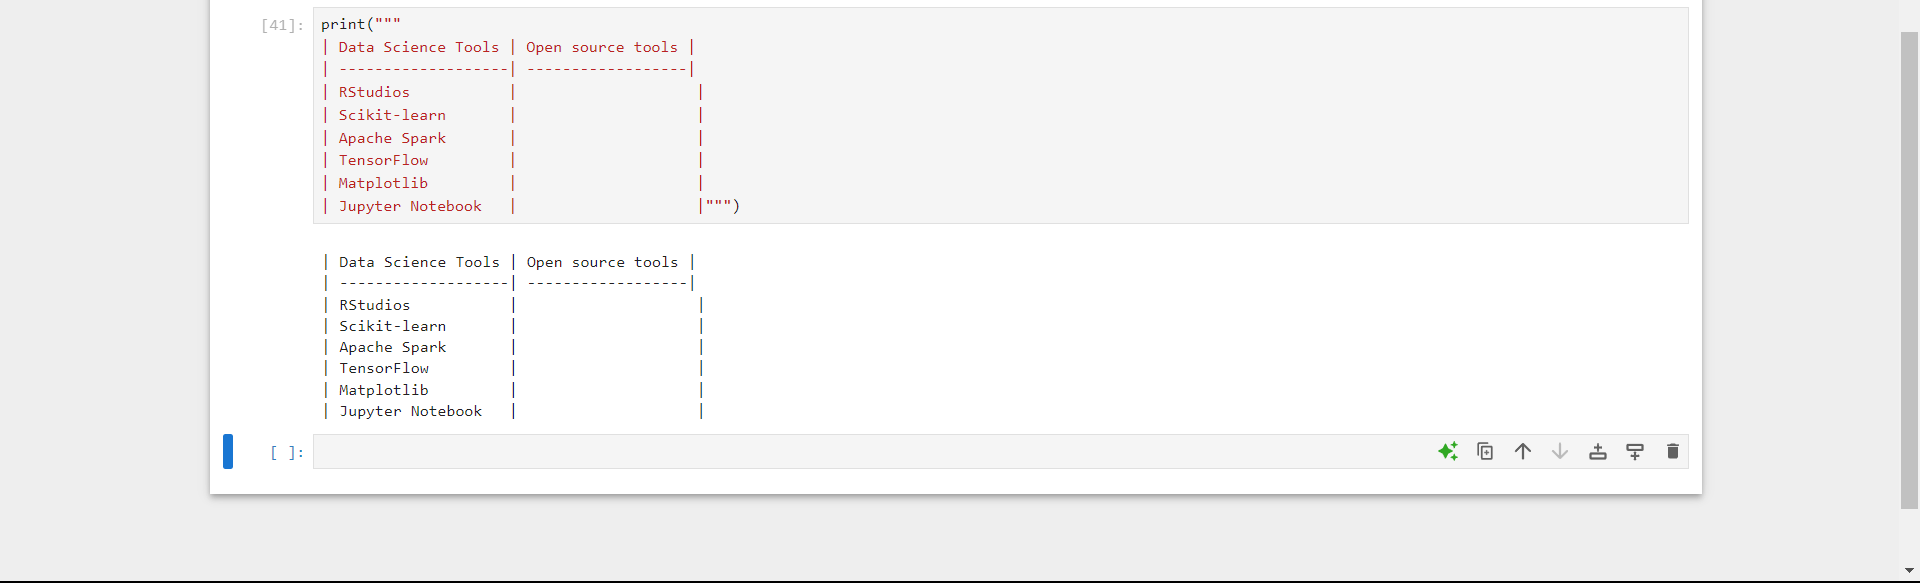 [41]: print("""
| Data Science Tools | Open source tools |
| -------------------| ------------------|
| RStudios           |                    |
| Scikit-learn       |                    |
| Apache Spark       |                    |
| TensorFlow         |                    |
| Matplotlib         |                    |
| Jupyter Notebook   |                    |""")
| Data Science Tools | Open source tools |
| -------------------| ------------------|
| RStudios           |                    |
| Scikit-learn       |                    |
| Apache Spark       |                    |
| TensorFlow         |                    |
| Matplotlib         |                    |
| Jupyter Notebook   |                    |
[ ]: